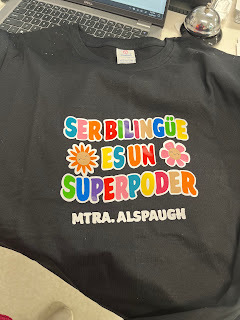 SER BILINGÜE
ES UN
SUPERPODER
MTRA. ALSPAUGH